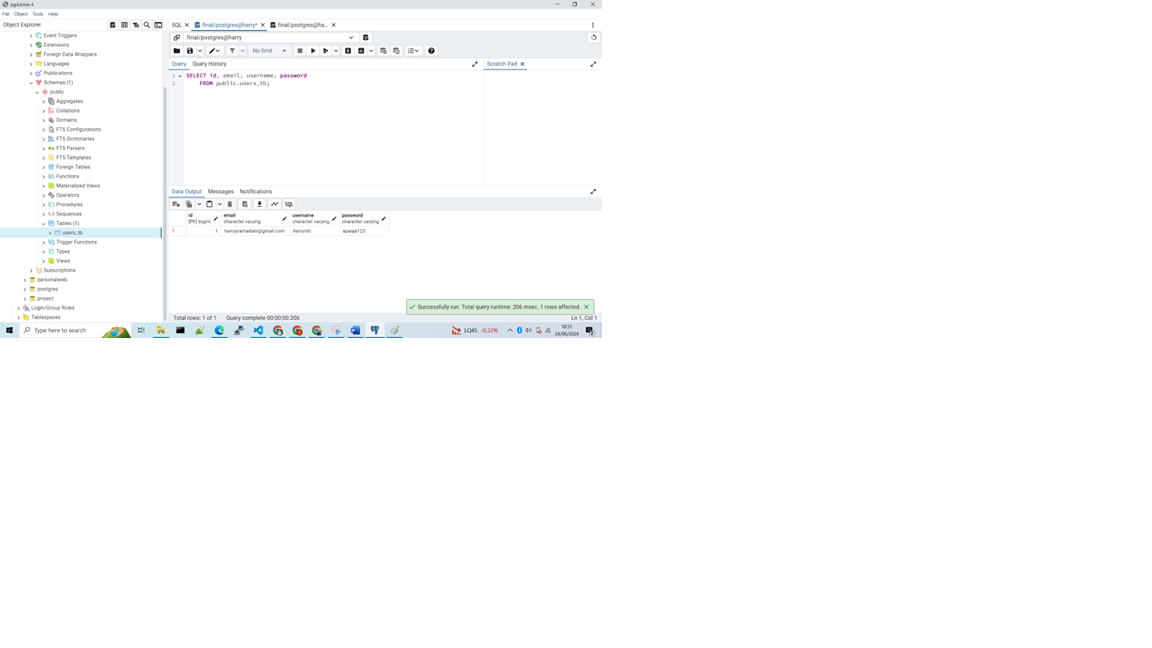 pgAdmin 4
File Object Tools Help
Object Explorer
SQL
final/postgres@harry*
final/postgres@ha...
Event Triggers
Extensions
Foreign Data Wrappers
Languages
Publications
Schemas (1)
public
Aggregates
Collations
Domains
FTS Configurations
FTS Dictionaries
FTS Parsers
FTS Templates
Foreign Tables
Functions
Materialized Views
Operators
Procedures
Sequences
Tables (1)
users_tb
Trigger Functions
Types
Views
Subscriptions
personalweb
postgres
project
Login/Group Roles
Tablespaces
final/postgres@harry
No limit
Query Query History
Scratch Pad
1 SELECT id, email, username, password
2 FROM public.users_tb;
Data Output Messages Notifications
SQL
id email username password
[PK] bigint character varying character varying character varying
1 1 harryyramadani@gmail.com harryrdn apaaja123
Successfully run. Total query runtime: 206 msec. 1 rows affected.
Total rows: 1 of 1 Query complete 00:00:00.206 Ln 1, Col 1
Type here to search
LQ45 -0,32%
18:31
24/06/2024
2